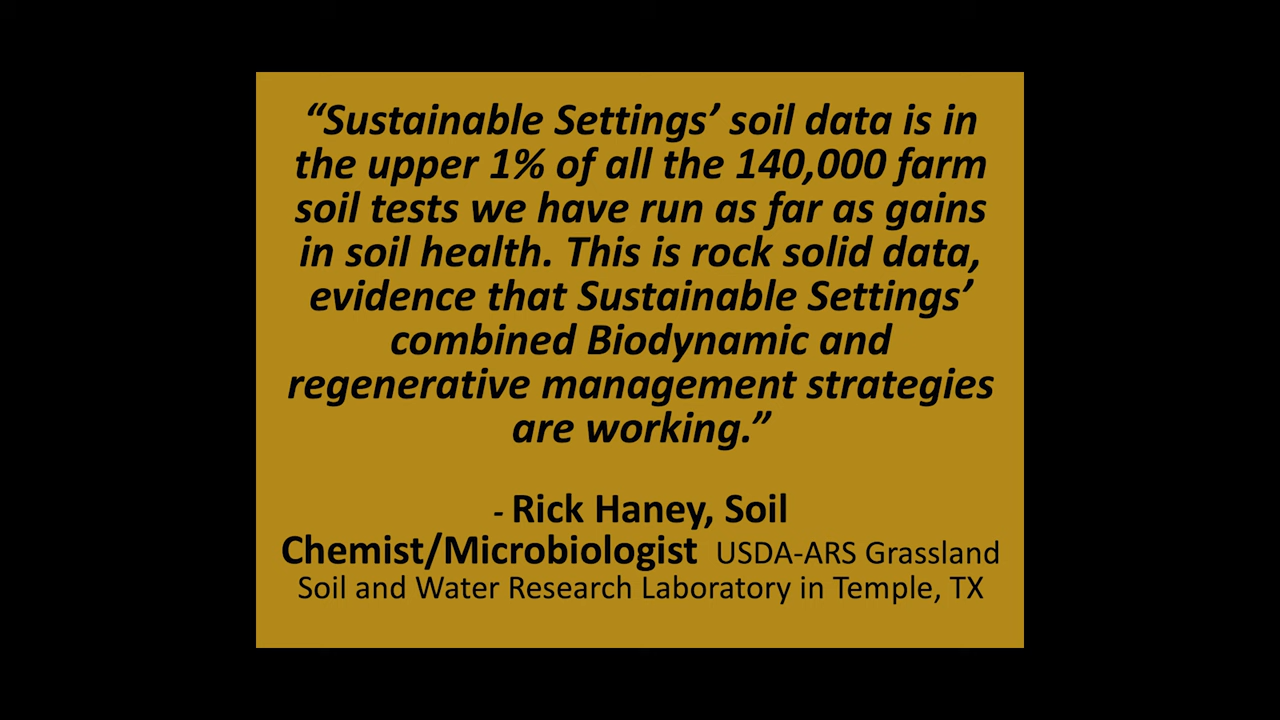 “Sustainable Settings’ soil data is in
the upper 1% of all the 140,000 farm
soil tests we have run as far as gains
in soil health. This is rock solid data,
evidence that Sustainable Settings’
combined Biodynamic and
regenerative management strategies
are working.”
- Rick Haney, Soil
Chemist/Microbiologist USDA-ARS Grassland
Soil and Water Research Laboratory in Temple, TX